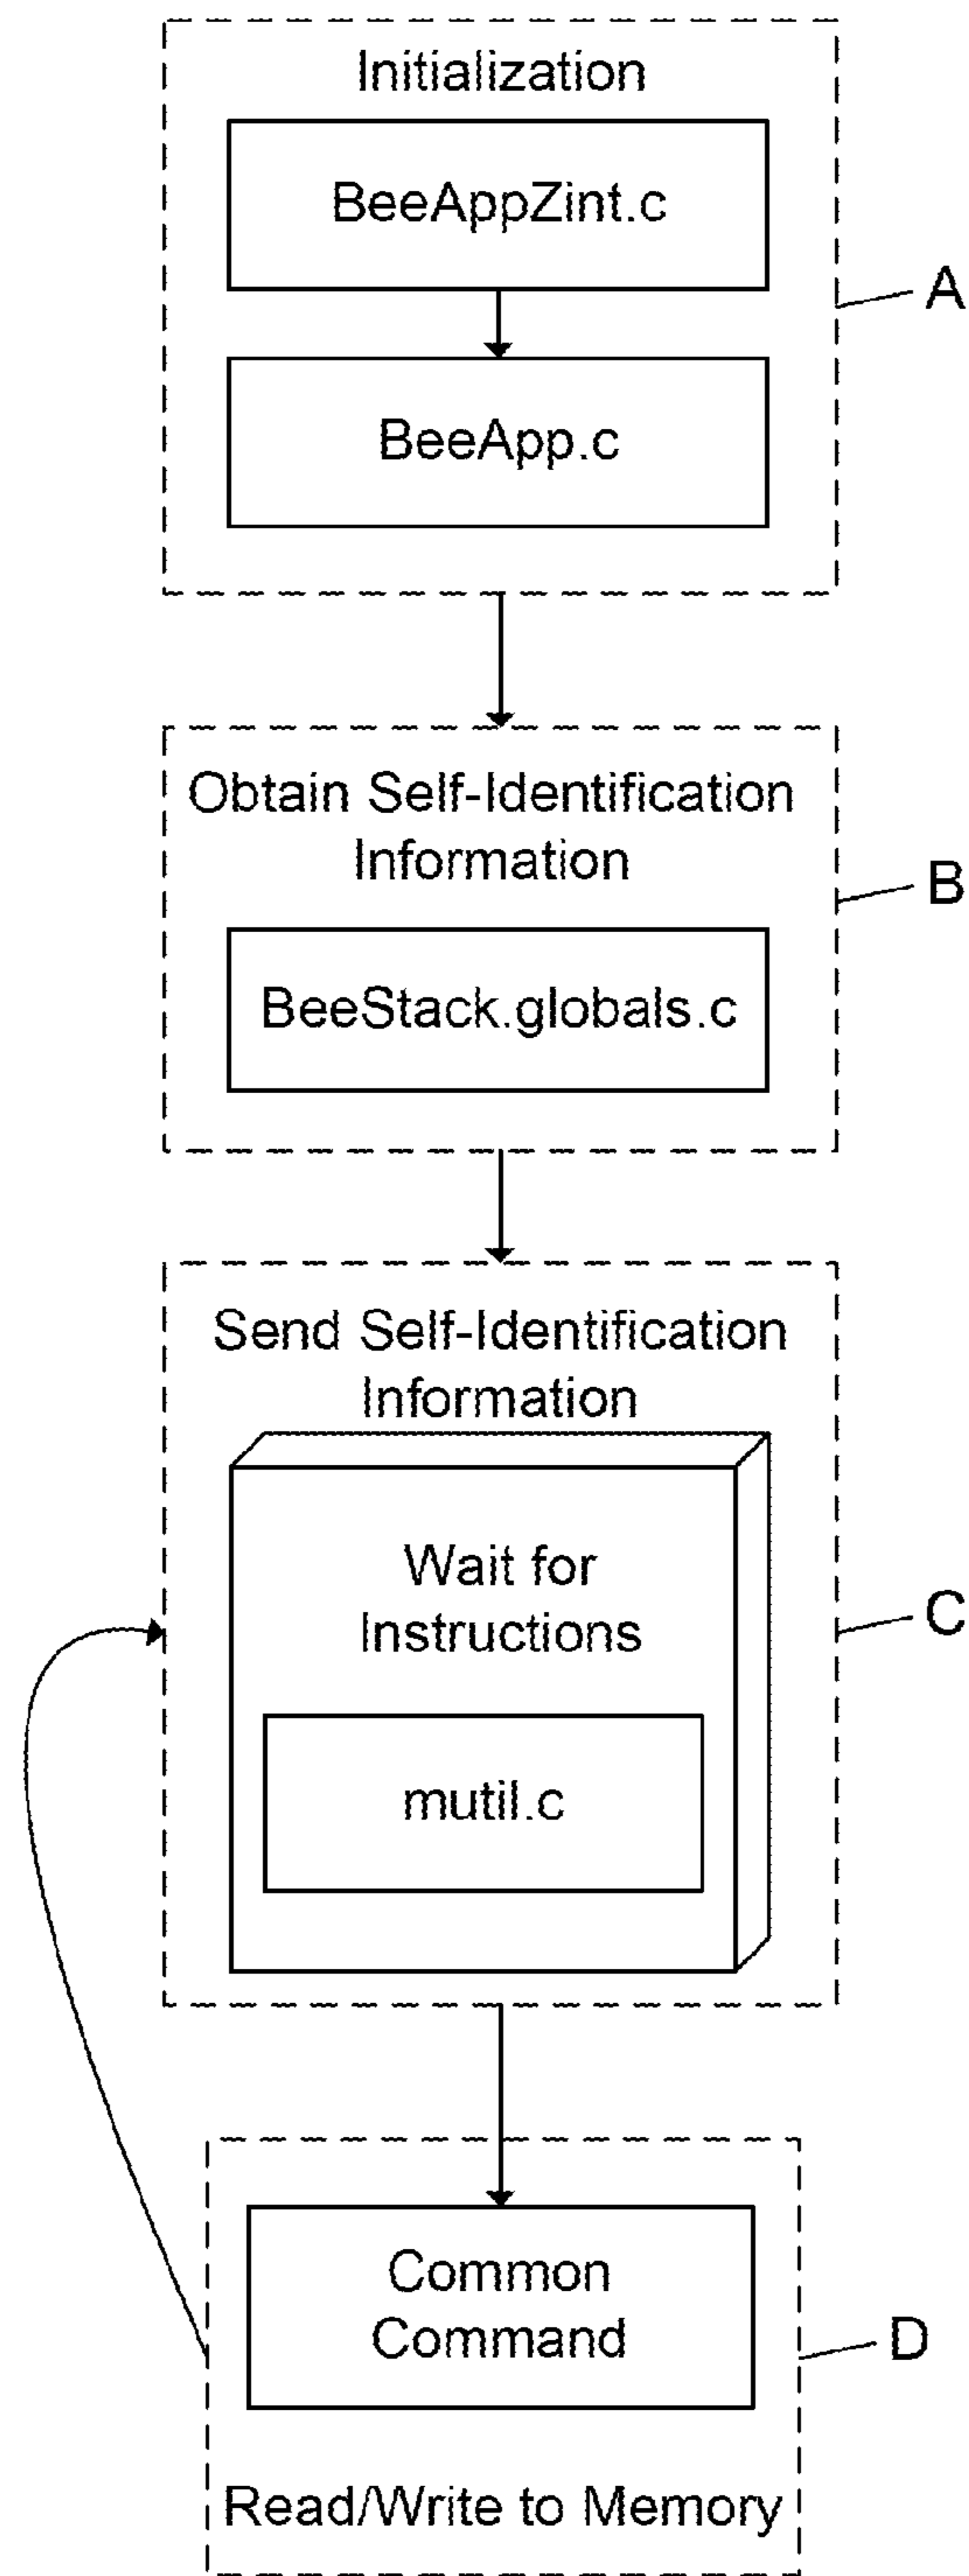 Initialization
BeeAppZint.c
A
BeeApp.c
Obtain Self-Identification
Information
B
BeeStack.globals.c
Send Self-Identification
Information
Wait for
Instructions
C
mutil.c
Common
Command
D
Read/Write to Memory